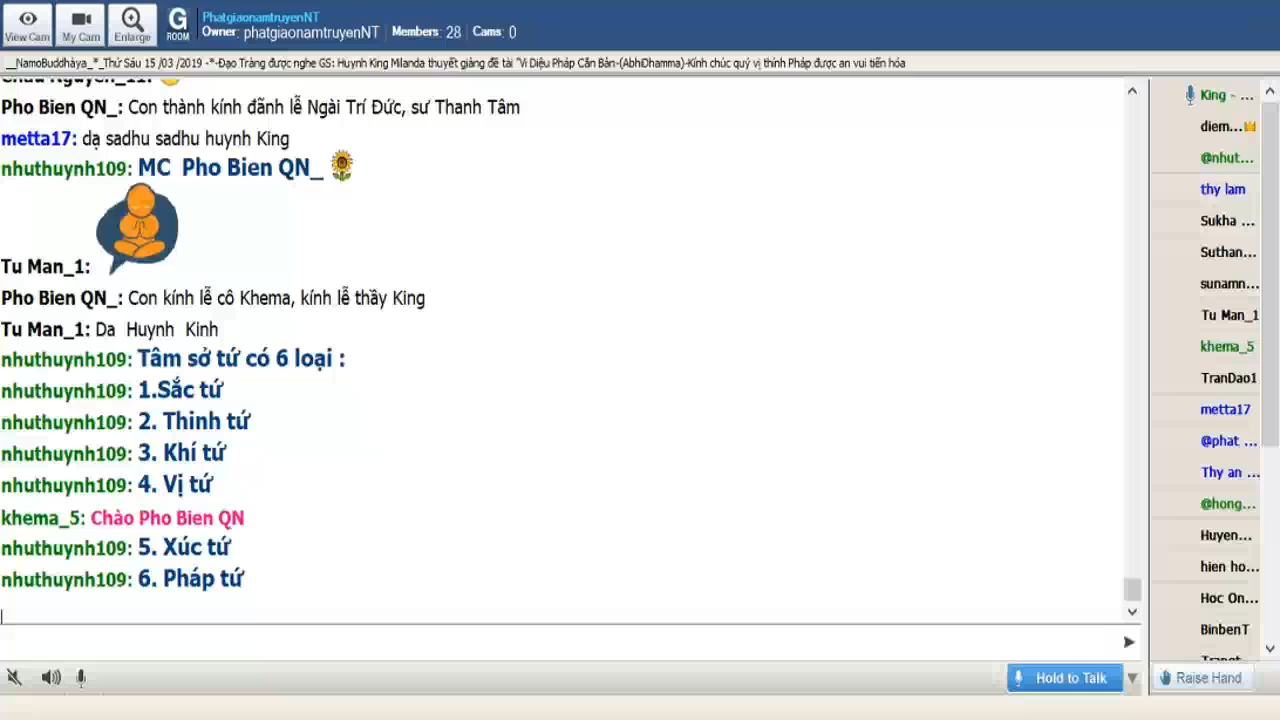 View Cam
My Cam
Enlarge
G
ROOM
PhatgiaonamtruyenNT
Owner: phatgiaonamtruyenNT Members: 28 Cams: 0
__NamoBuddhàya_*_Thứ Sáu 15 /03 /2019 -*-Đạo Tràng được nghe GS: Huynh King Milanda thuyết giảng đề tài "Vi Diệu Pháp Căn Bản-(AbhiDhamma)-Kính chúc quý vị thính Pháp được an vui tiến hóa
Pho Bien QN_: Con thành kính đãnh lễ Ngài Trí Đức, sư Thanh Tâm
metta17: dạ sadhu sadhu huynh King
nhuthuynh109: MC Pho Bien QN_
Tu Man_1:
Pho Bien QN_: Con kính lễ cô Khema, kính lễ thầy King
Tu Man_1: Da Huynh Kinh
nhuthuynh109: Tâm sở tứ có 6 loại :
nhuthuynh109: 1.Sắc tứ
nhuthuynh109: 2. Thinh tứ
nhuthuynh109: 3. Khí tứ
nhuthuynh109: 4. Vị tứ
khema_5: Chào Pho Bien QN
nhuthuynh109: 5. Xúc tứ
nhuthuynh109: 6. Pháp tứ
King - ...
diem...
@nhut...
thy lam
Sukha ...
Suthan...
sunamn...
Tu Man_1
khema_5
TranDao1
metta17
@phat ...
Thy an ...
@hong...
Huyen...
hien ho...
Hoc On...
BinbenT
Hold to Talk
Raise Hand